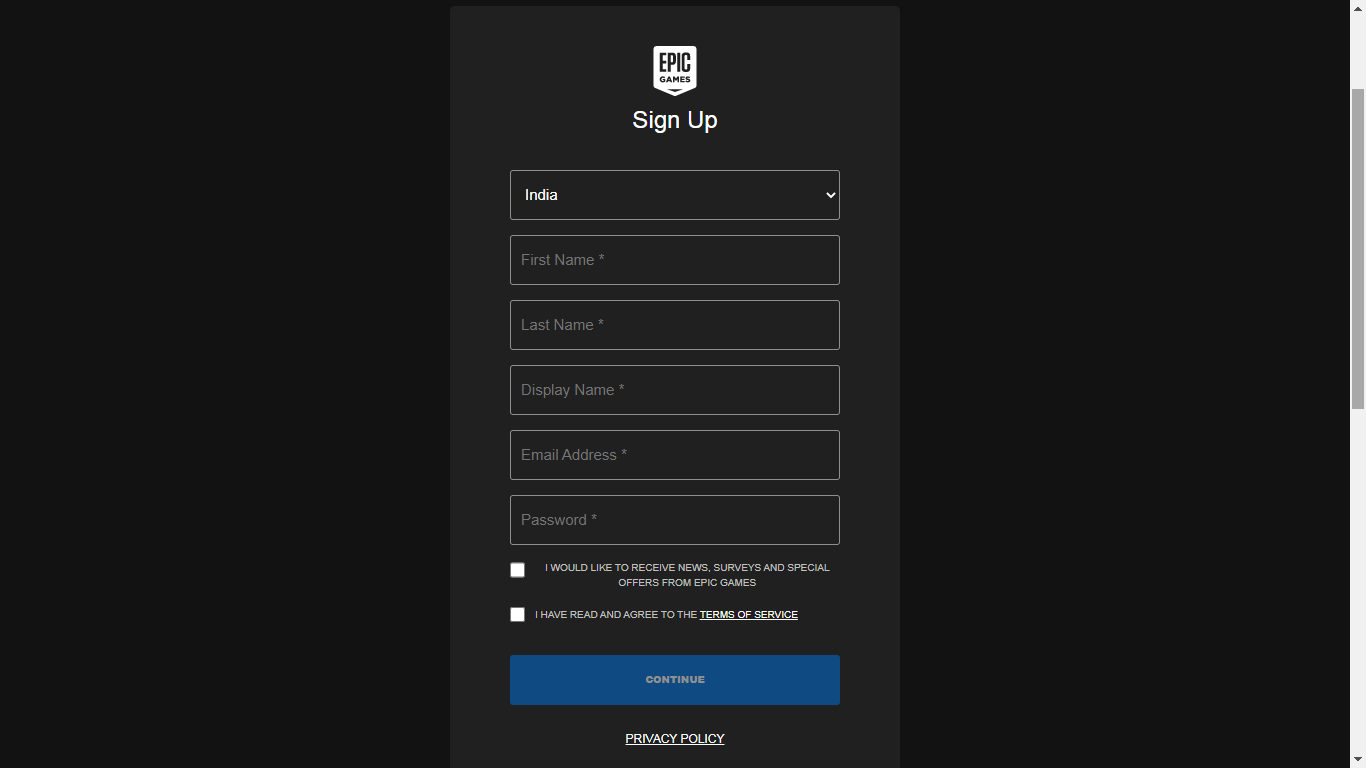 EPIC
GAMES
Sign Up
India
First Name *
Last Name *
Display Name *
Email Address *
Password *
I WOULD LIKE TO RECEIVE NEWS, SURVEYS AND SPECIAL
OFFERS FROM EPIC GAMES
I HAVE READ AND AGREE TO THE TERMS OF SERVICE
CONTINUE
PRIVACY POLICY